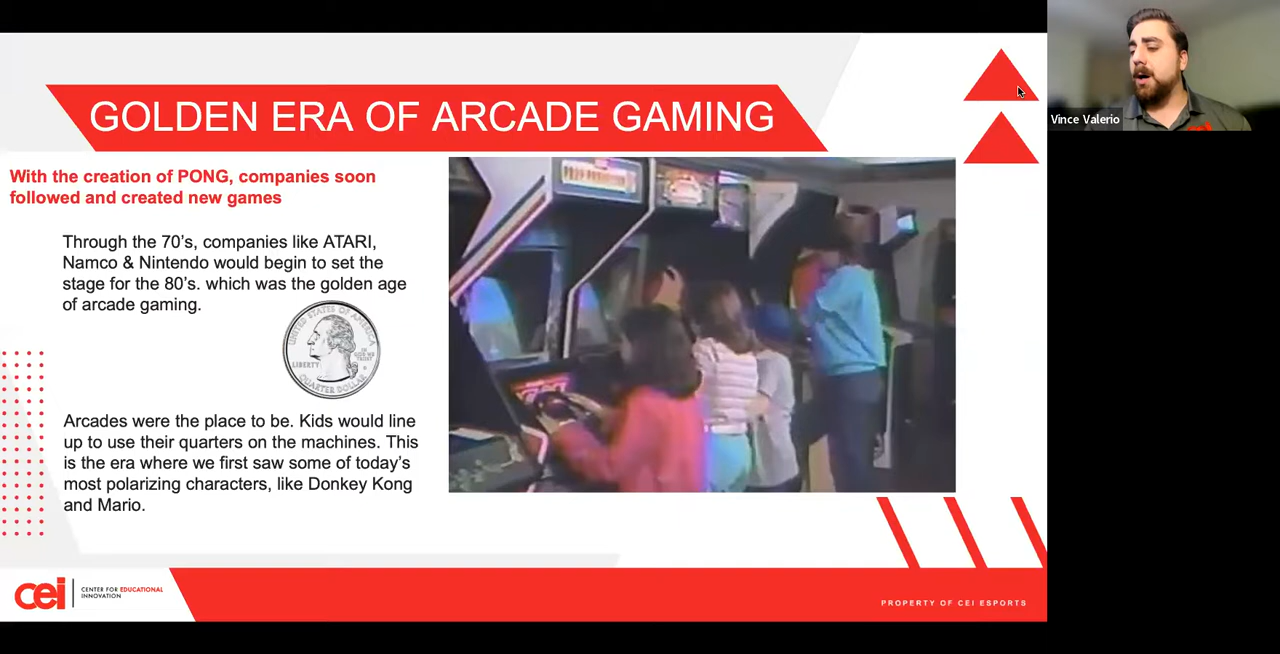 GOLDEN ERA OF ARCADE GAMING
With the creation of PONG, companies soon
followed and created new games
Through the 70's, companies like ATARI,
Namco & Nintendo would begin to set the
stage for the 80's. which was the golden age
of arcade gaming.
UNITED STATES OF AMERICA
LIBERTY
IN
GOD WE
TRUST
QUARTER DOLLAR
Arcades were the place to be. Kids would line
up to use their quarters on the machines. This
is the era where we first saw some of today's
most polarizing characters, like Donkey Kong
and Mario.
cei
CENTER FOR EDUCATIONAL
INNOVATION
PROPERTY OF CEI ESPORTS
Vince Valerio